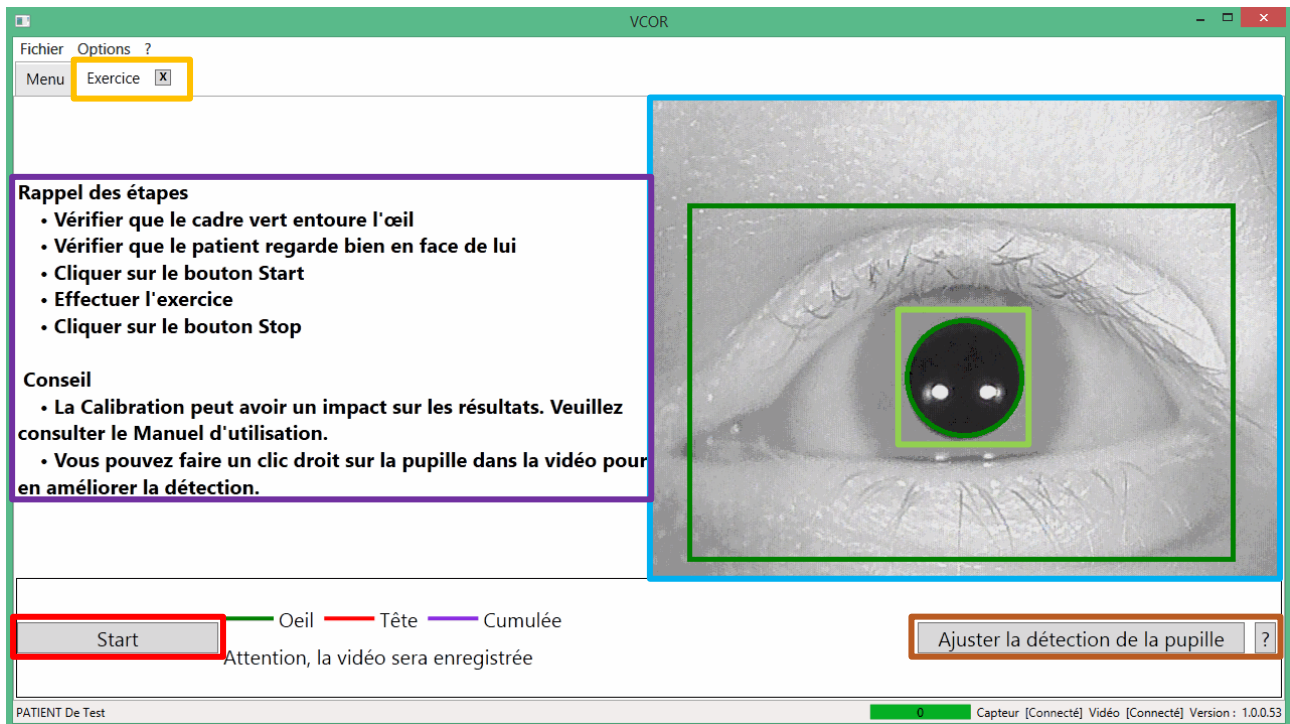 VCOR
Fichier Options ?
Menu Exercice X
Rappel des étapes
• Vérifier que le cadre vert entoure l'œil
• Vérifier que le patient regarde bien en face de lui
• Cliquer sur le bouton Start
• Effectuer l'exercice
• Cliquer sur le bouton Stop
Conseil
• La Calibration peut avoir un impact sur les résultats. Veuillez
consulter le Manuel d'utilisation.
• Vous pouvez faire un clic droit sur la pupille dans la vidéo pour
en améliorer la détection.
Start
Oeil Tête Cumulée
Attention, la vidéo sera enregistrée
Ajuster la détection de la pupille ?
PATIENT De Test
0 Capteur [Connecté] Vidéo [Connecté] Version : 1.0.0.53